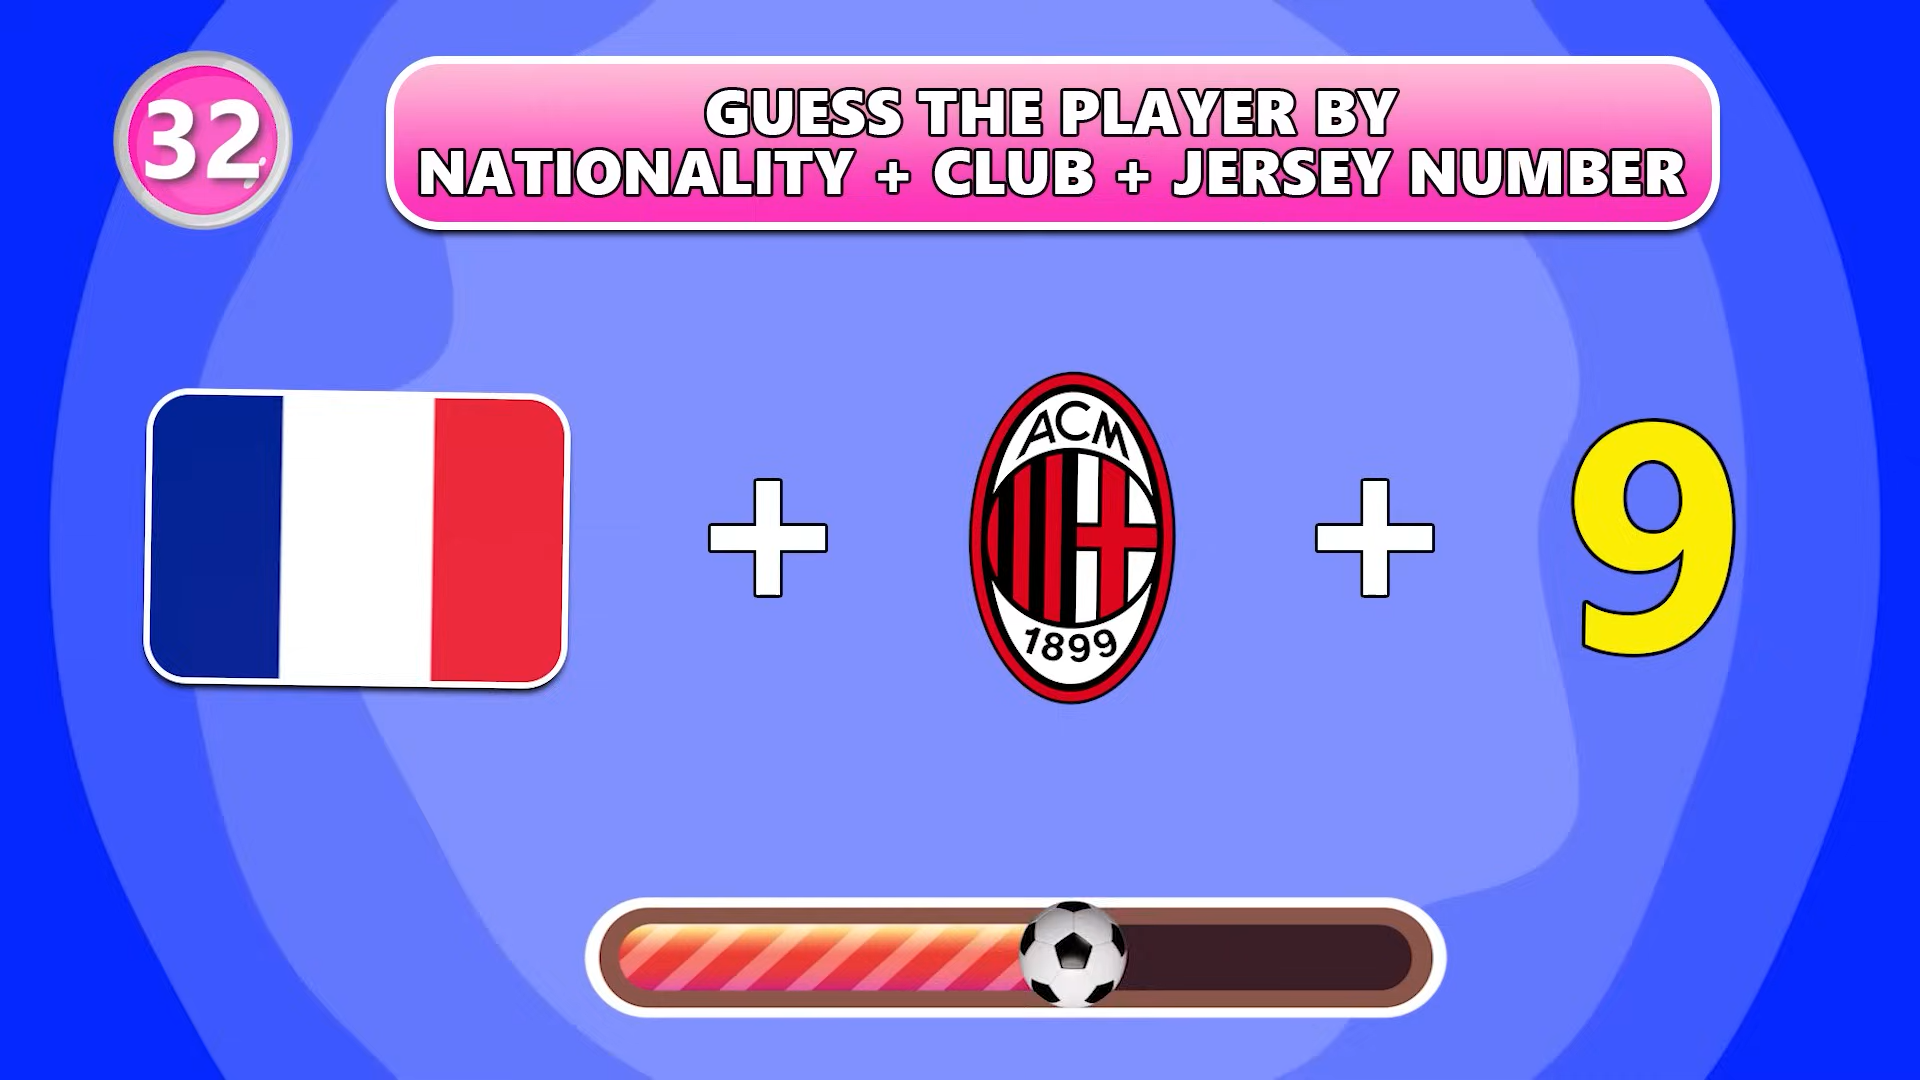 32
GUESS THE PLAYER BY
NATIONALITY + CLUB + JERSEY NUMBER
+
ACM
1899
+
9